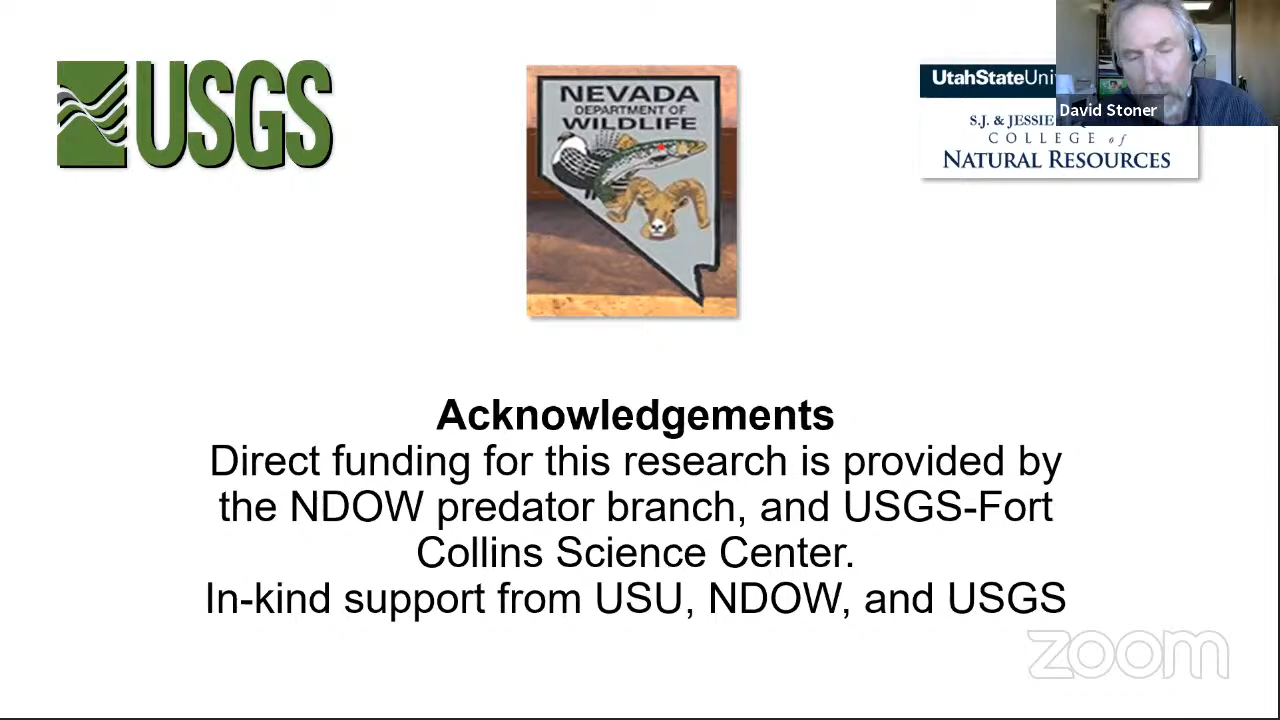 USGS
NEVADA
DEPARTMENT OF
WILDLIFE
UtahStateUni
David Stoner
S.J. & JESSIE
COLLEGE of
NATURAL RESOURCES
Acknowledgements
Direct funding for this research is provided by
the NDOW predator branch, and USGS-Fort
Collins Science Center.
In-kind support from USU, NDOW, and USGS
zoom